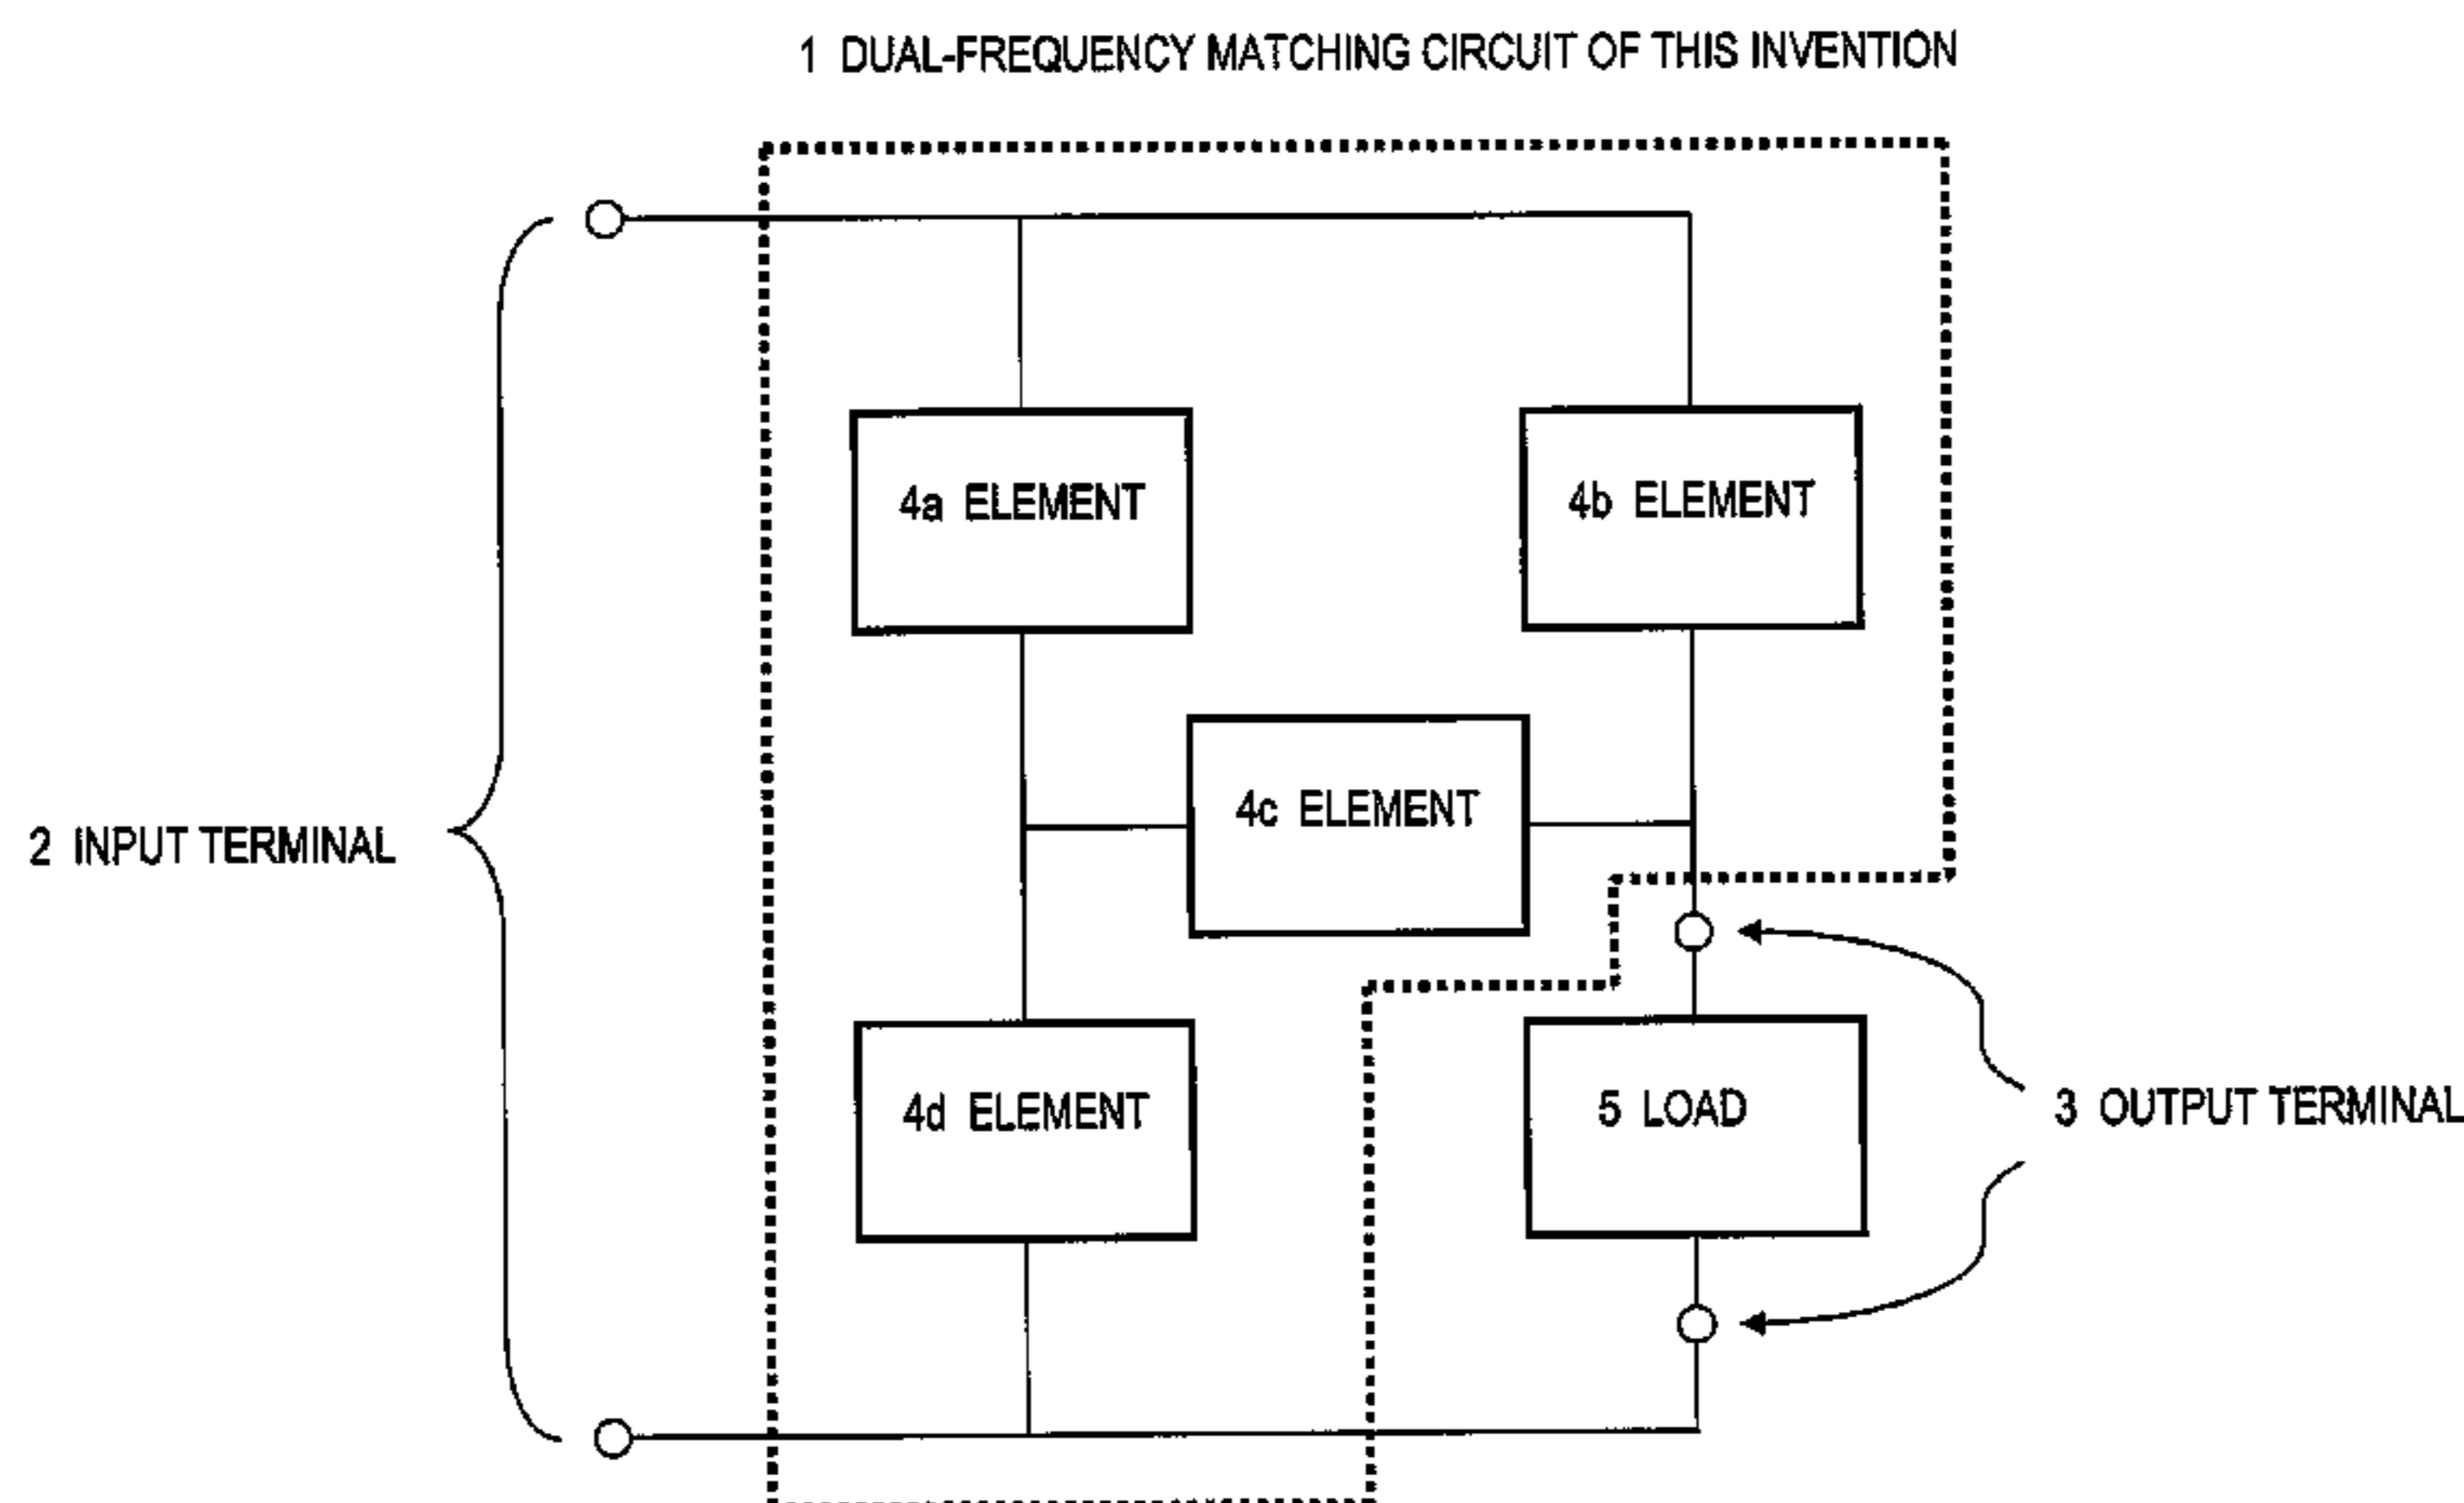 1 DUAL-FREQUENCY MATCHING CIRCUIT OF THIS INVENTION
4a ELEMENT
4b ELEMENT
4c ELEMENT
2 INPUT TERMINAL
4d ELEMENT
5 LOAD
3 OUTPUT TERMINAL